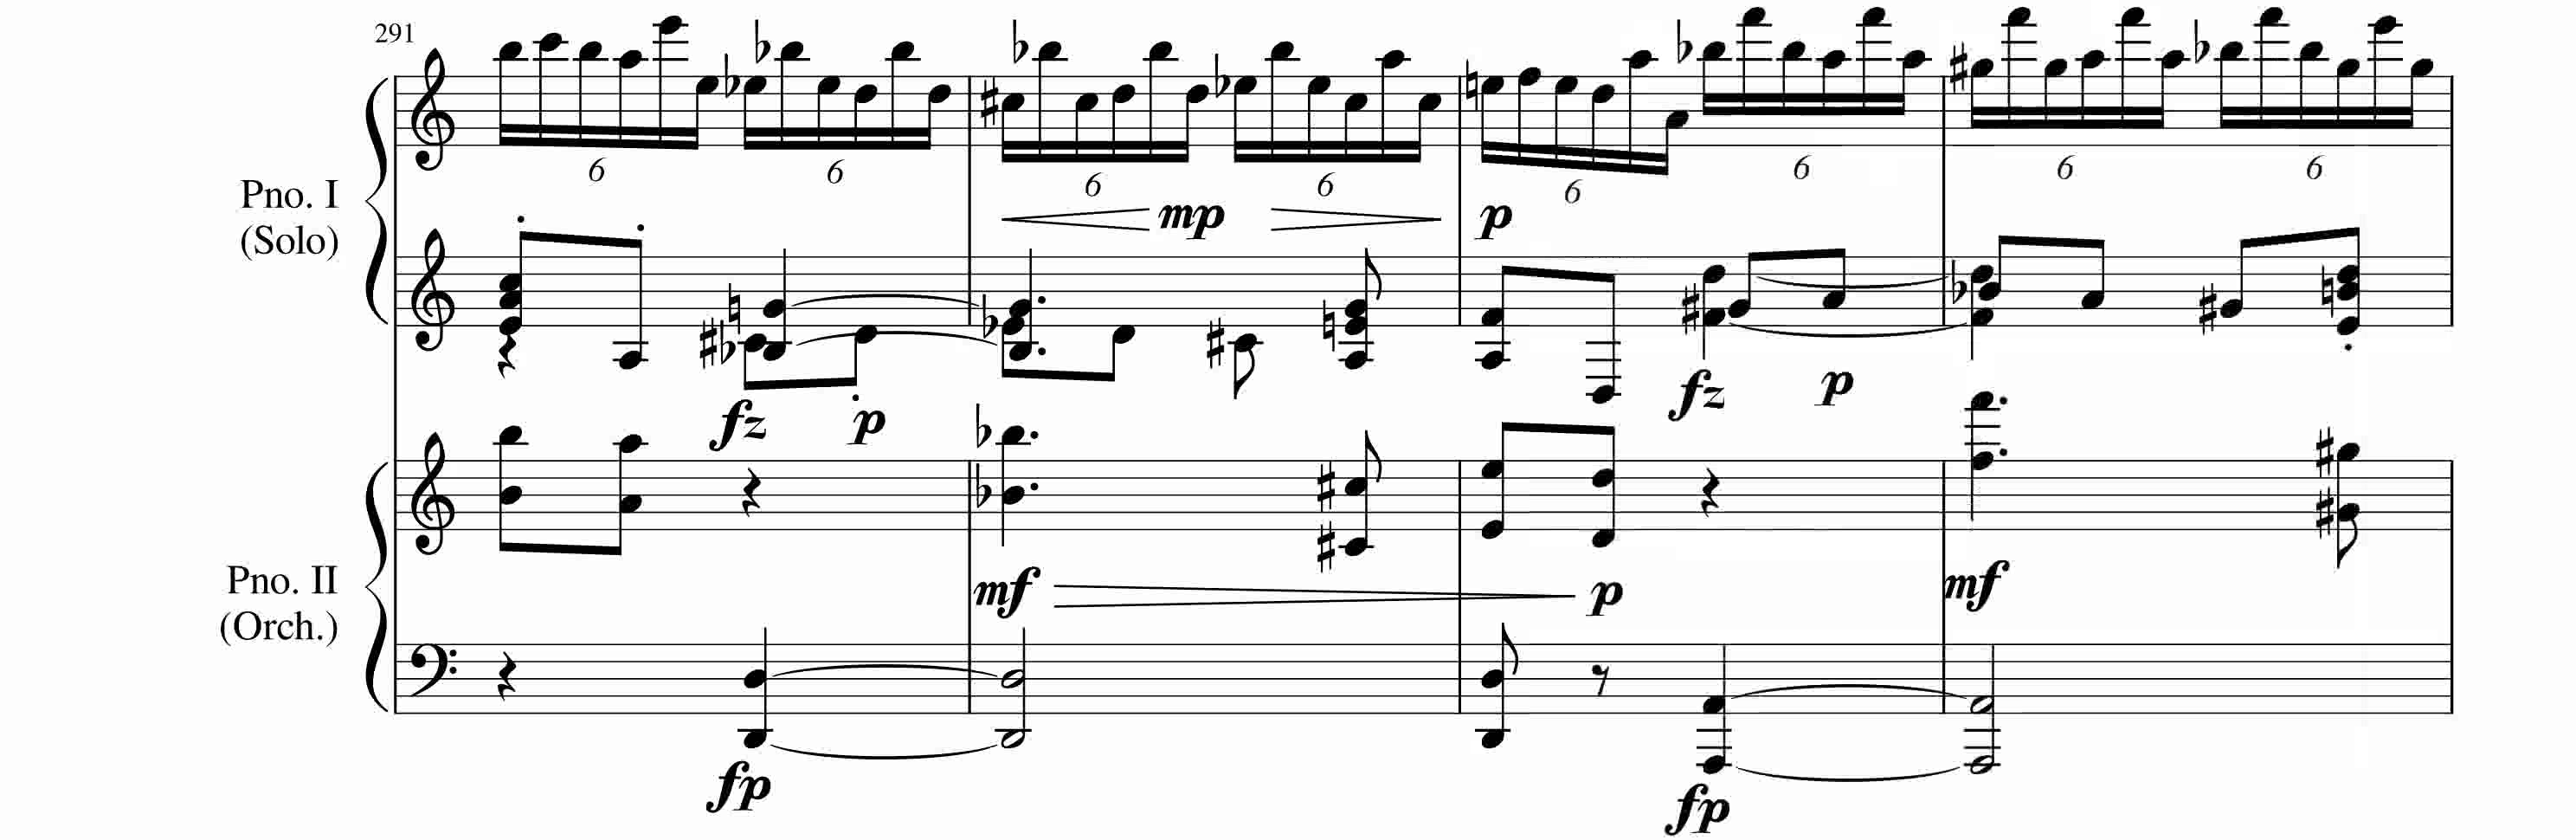 291
6 6 6 6 6 6 6 6
Pno. I
(Solo)
mp p
fz p fz p
Pno. II
(Orch.)
mf p mf
fp fp